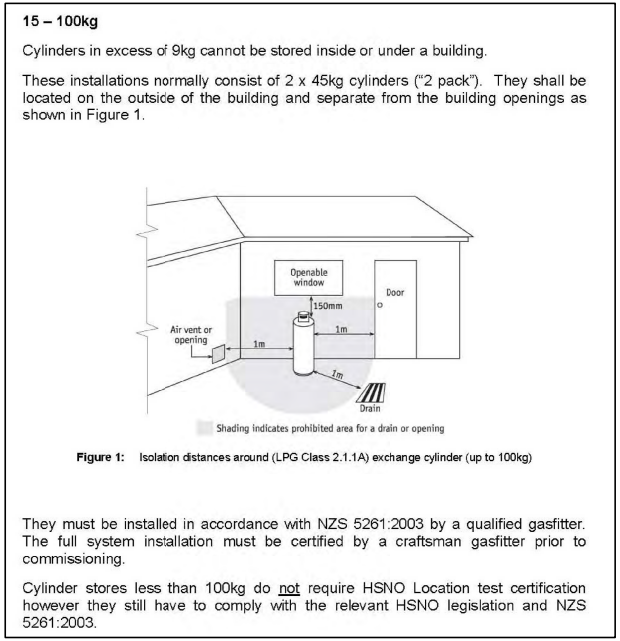 15 – 100kg
Cylinders in excess of 9kg cannot be stored inside or under a building.
These installations normally consist of 2 x 45kg cylinders (“2 pack”). They shall be
located on the outside of the building and separate from the building openings as
shown in Figure 1.
Openable
window
Door
150mm
Air vent or
opening
1m
1m
1m
Drain
Shading indicates prohibited area for a drain or opening
Figure 1: Isolation distances around (LPG Class 2.1.1A) exchange cylinder (up to 100kg)
They must be installed in accordance with NZS 5261:2003 by a qualified gasfitter.
The full system installation must be certified by a craftsman gasfitter prior to
commissioning.
Cylinder stores less than 100kg do not require HSNO Location test certification
however they still have to comply with the relevant HSNO legislation and NZS
5261:2003.